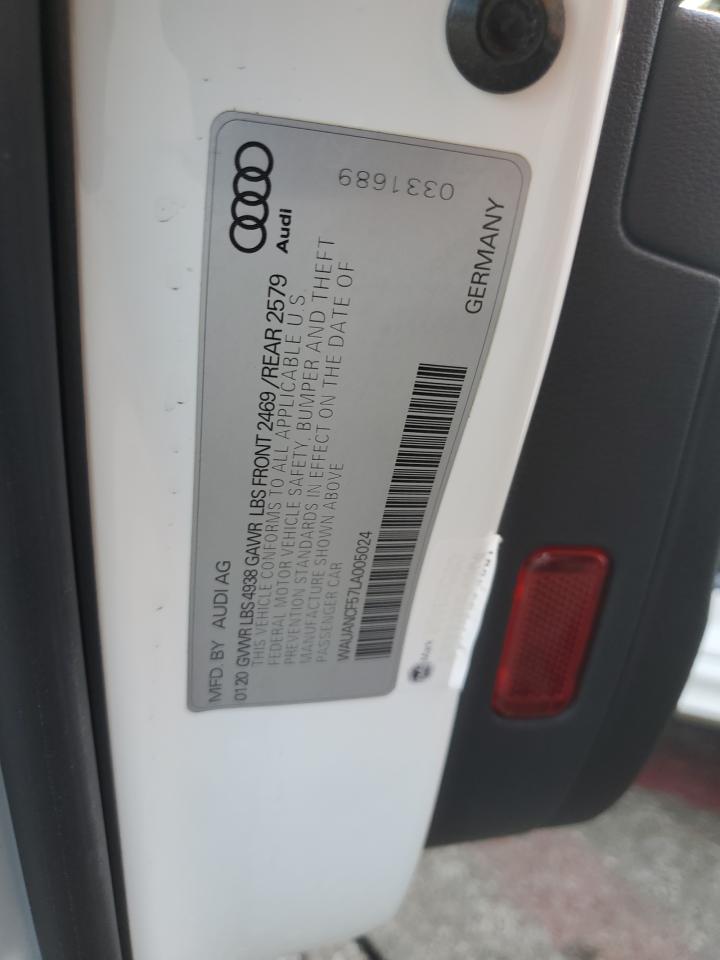 MFD. BY AUDI AG
0120 GVWR LBS 4938 GAWR LBS FRONT 2469 /REAR 2579
THIS VEHICLE CONFORMS TO ALL APPLICABLE U.S.
FEDERAL MOTOR VEHICLE SAFETY, BUMPER AND THEFT
PREVENTION STANDARDS IN EFFECT ON THE DATE OF
MANUFACTURE SHOWN ABOVE
PASSENGER CAR
WAUANCF57LA005024
Audi
0331689
GERMANY
Mark